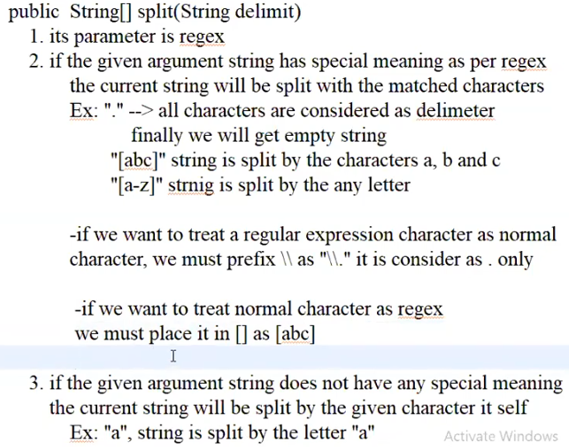 public  String[] split(String delimit)
1. its parameter is regex
2. if the given argument string has special meaning as per regex
the current string will be split with the matched characters
Ex: "." --> all characters are considered as delimeter
finally we will get empty string
"[abc]" string is split by the characters a, b and c
"[a-z]" strnig is split by the any letter
-if we want to treat a regular expression character as normal
character, we must prefix \\ as "\\." it is consider as . only
-if we want to treat normal character as regex
we must place it in [] as [abc]
3. if the given argument string does not have any special meaning
the current string will be split by the given character it self
Ex: "a", string is split by the letter "a"
Activate Windows